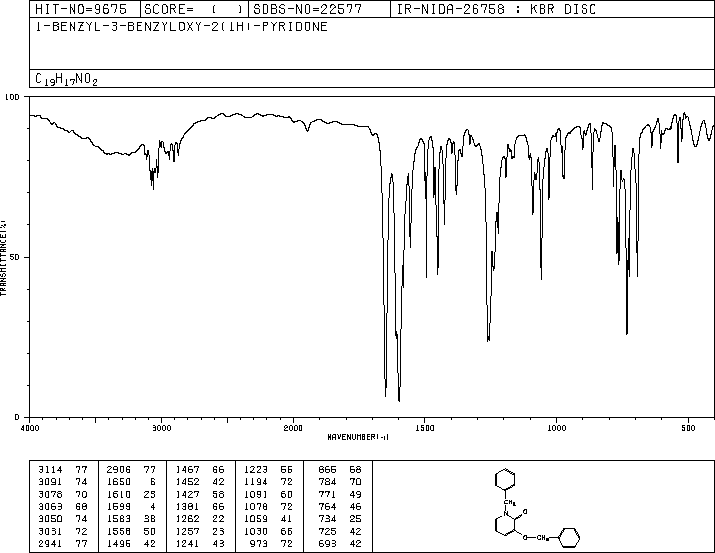 HIT-NO=9675 SCORE= ( ) SDBS-NO=22577 IR-NIDA-26758 : KBR DISC
1-BENZYL-3-BENZYLOXY-2(1H)-PYRIDONE
C19H17NO2
100
50
0
TRANSMITTANCE(%)
4000 3000 2000 1500 1000 500
WAVENUMBER(-1)
3114 77 2906 77 1467 66 1223 55 866 68
3091 74 1650 6 1452 42 1194 72 784 70
3078 70 1610 25 1427 58 1091 60 771 49
3063 68 1599 4 1381 66 1078 72 764 46
3050 74 1583 38 1262 22 1059 41 734 25
3031 72 1558 50 1257 23 1030 66 725 42
2941 77 1496 42 1241 43 973 72 693 42
CH2
N
O
O-CH2